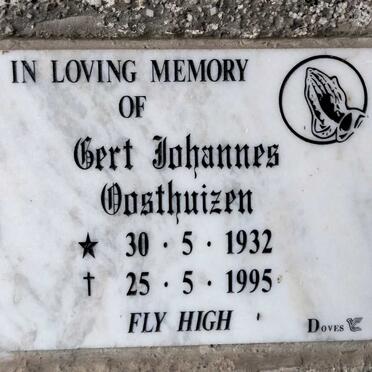 IN LOVING MEMORY
OF
Gert Johannes
Oosthuizen
★ 30 · 5 · 1932
† 25 · 5 · 1995
FLY HIGH
DOVES